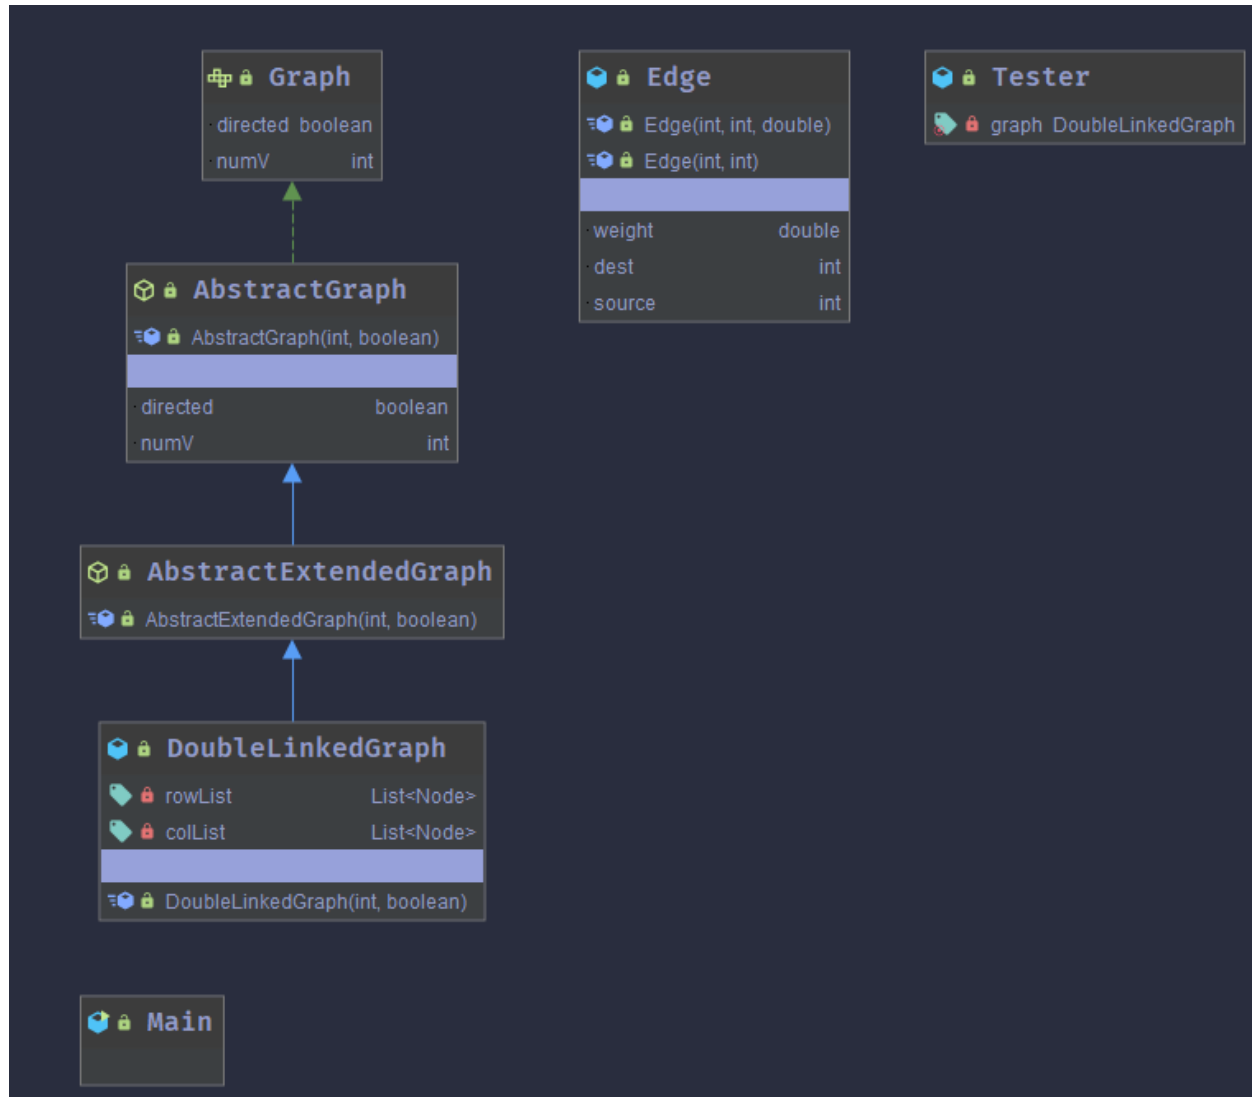 Graph
directed boolean
numV int
Edge
Edge(int, int, double)
Edge(int, int)
weight double
dest int
source int
Tester
graph DoubleLinkedGraph
AbstractGraph
AbstractGraph(int, boolean)
directed boolean
numV int
AbstractExtendedGraph
AbstractExtendedGraph(int, boolean)
DoubleLinkedGraph
rowList List<Node>
colList List<Node>
DoubleLinkedGraph(int, boolean)
Main